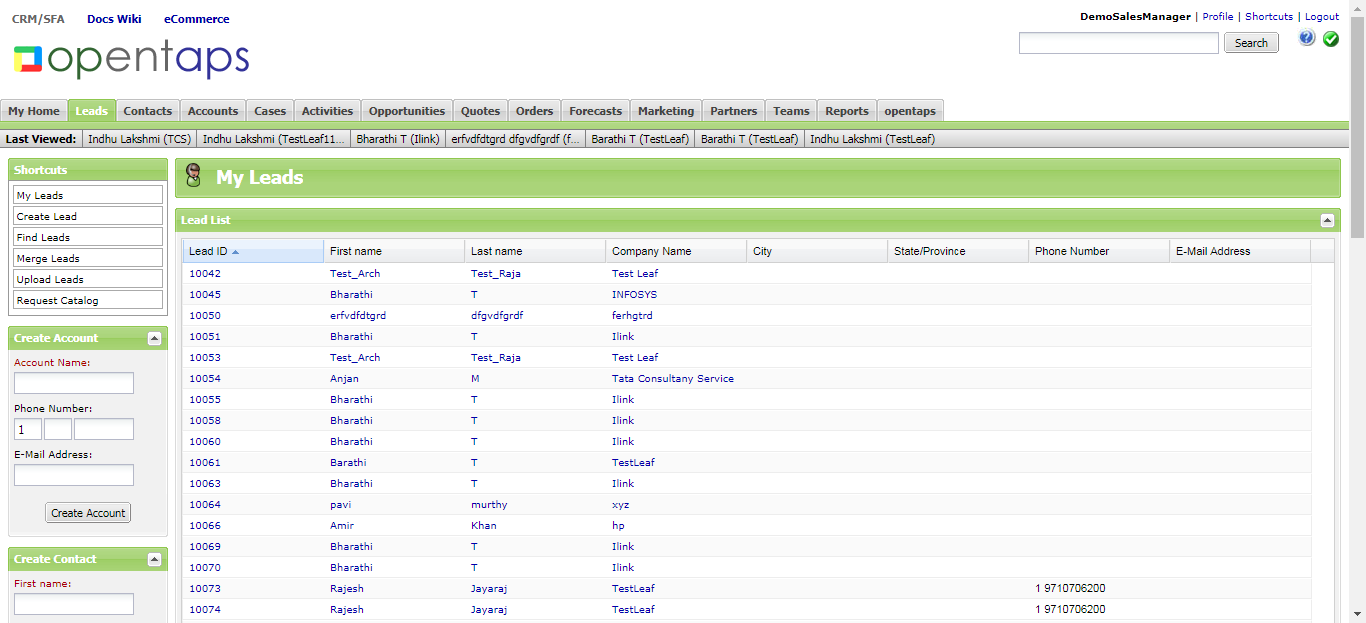 CRM/SFA Docs Wiki eCommerce
DemoSalesManager | Profile | Shortcuts | Logout
opentaps
Search
My Home Leads Contacts Accounts Cases Activities Opportunities Quotes Orders Forecasts Marketing Partners Teams Reports opentaps
Last Viewed: Indhu Lakshmi (TCS) Indhu Lakshmi (TestLeaf11... Bharathi T (Ilink) erfvdfdtgrd dfgvdfgrdf (f... Barathi T (TestLeaf) Barathi T (TestLeaf) Indhu Lakshmi (TestLeaf)
Shortcuts
My Leads
Create Lead
Find Leads
Merge Leads
Upload Leads
Request Catalog
Create Account
Account Name:
Phone Number:
1
E-Mail Address:
Create Account
Create Contact
First name:
My Leads
Lead List
Lead ID First name Last name Company Name City State/Province Phone Number E-Mail Address
10042 Test_Arch Test_Raja Test Leaf
10045 Bharathi T INFOSYS
10050 erfvdfdtgrd dfgvdfgrdf ferhgtrd
10051 Bharathi T Ilink
10053 Test_Arch Test_Raja Test Leaf
10054 Anjan M Tata Consultany Service
10055 Bharathi T Ilink
10058 Bharathi T Ilink
10060 Bharathi T Ilink
10061 Barathi T TestLeaf
10063 Bharathi T Ilink
10064 pavi murthy xyz
10066 Amir Khan hp
10069 Bharathi T Ilink
10070 Bharathi T Ilink
10073 Rajesh Jayaraj TestLeaf 1 9710706200
10074 Rajesh Jayaraj TestLeaf 1 9710706200